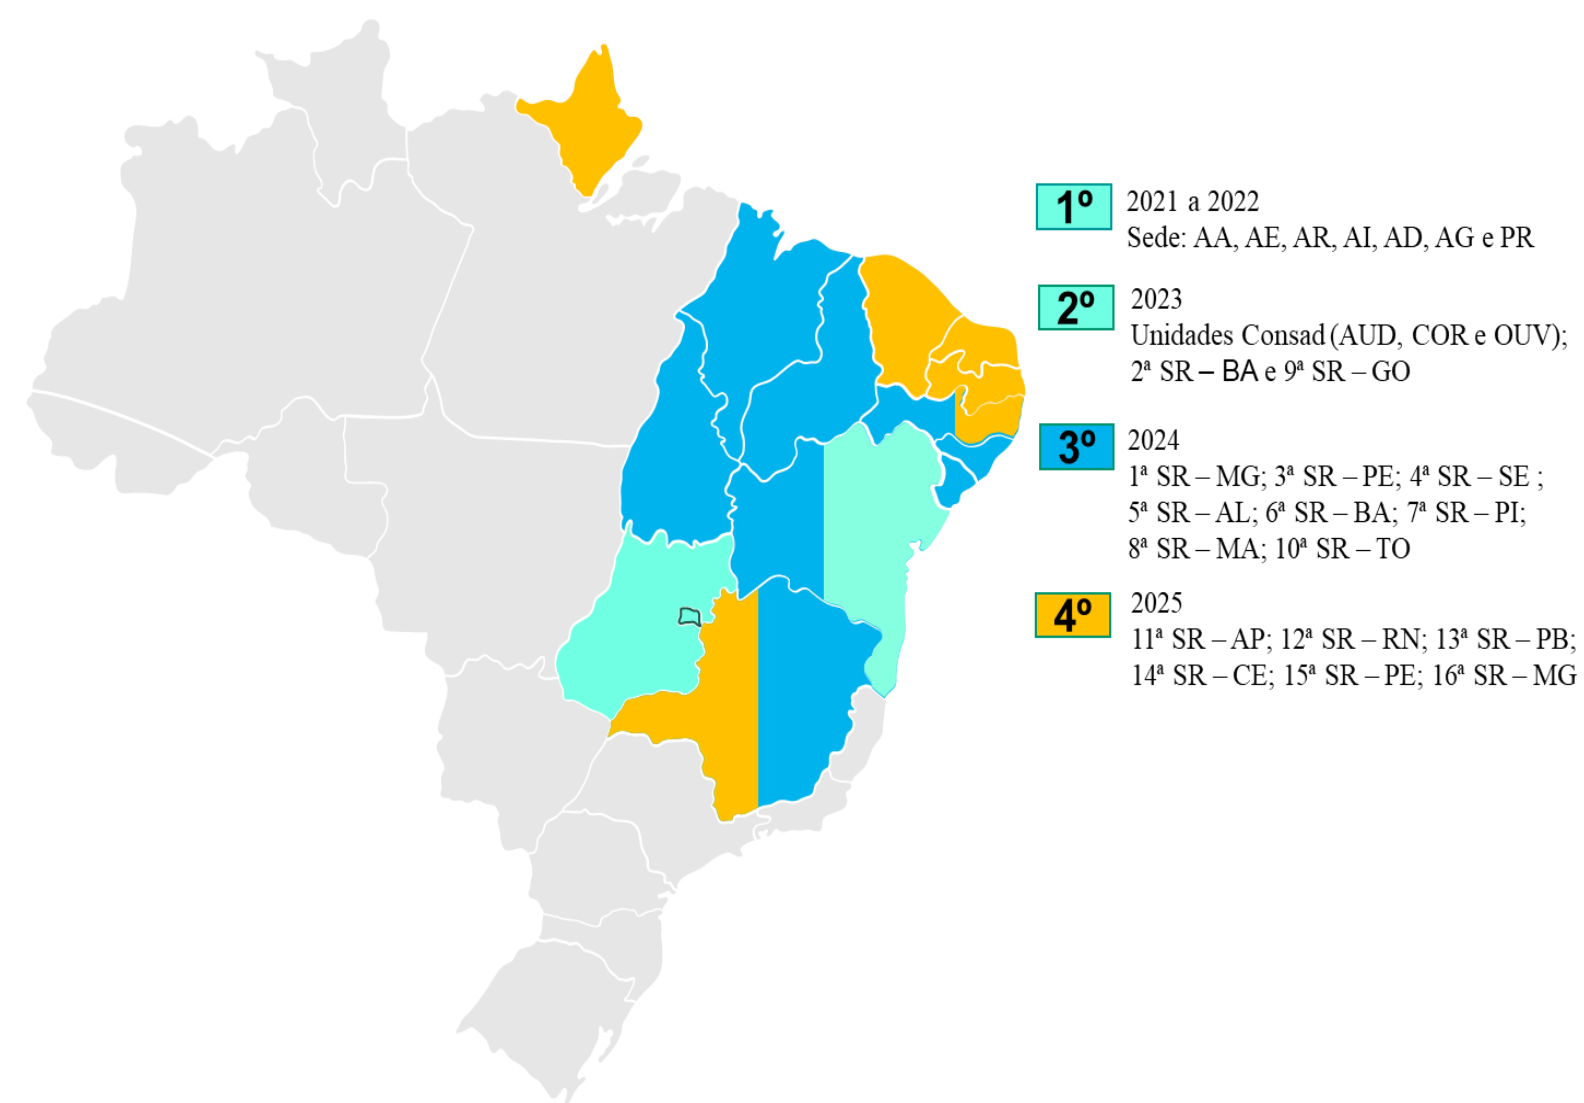 1º
2021 a 2022
Sede: AA, AE, AR, AI, AD, AG e PR
2º
2023
Unidades Consad (AUD, COR e OUV);
2ª SR – BA e 9ª SR – GO
3º
2024
1ª SR – MG; 3ª SR – PE; 4ª SR – SE ;
5ª SR – AL; 6ª SR – BA; 7ª SR – PI;
8ª SR – MA; 10ª SR – TO
4º
2025
11ª SR – AP; 12ª SR – RN; 13ª SR – PB;
14ª SR – CE; 15ª SR – PE; 16ª SR – MG